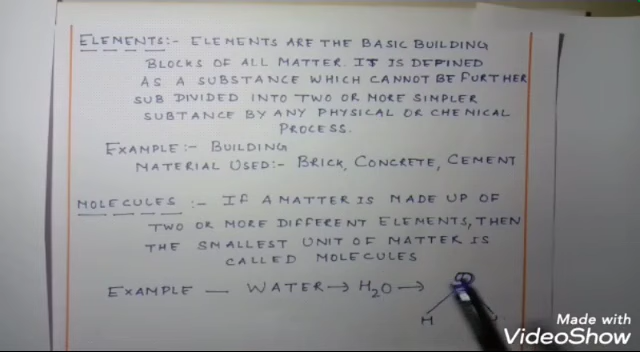 ELEMENTS:- ELEMENTS ARE THE BASIC BUILDING
BLOCKS OF ALL MATTER. IT IS DEFINED
AS A SUBSTANCE WHICH CANNOT BE FURTHER
SUB DIVIDED INTO TWO OR MORE SIMPLER
SUBTANCE BY ANY PHYSICAL OR CHEMICAL
PROCESS.
EXAMPLE:- BUILDING
MATERIAL USED:- BRICK, CONCRETE, CEMENT
MOLECULES:- IF A MATTER IS MADE UP OF
TWO OR MORE DIFFERENT ELEMENTS, THEN
THE SMALLEST UNIT OF MATTER IS
CALLED MOLECULES
EXAMPLE — WATER → H₂O →
H
Made with
VideoShow